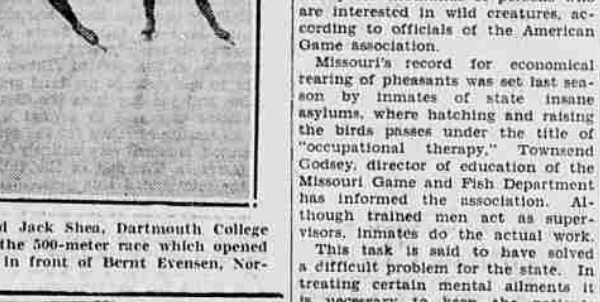 d Jack Shea, Dartmouth College
the 500-meter race which opened
in front of Bernt Evensen, Nor-
are interested in wild creatures, ac-
cording to officials of the American
Game association.
Missouri's record for economical
rearing of pheasants was set last sea-
son by inmates of state insane
asylums, where hatching and raising
the birds passes under the title of
"occupational therapy," Townsend
Godsey, director of education of the
Missouri Game and Fish Department
has informed the association. Al-
though trained men act as super-
visors, inmates do the actual work.
This task is said to have solved
a difficult problem for the state. In
treating certain mental ailments it
is necessary to keep the